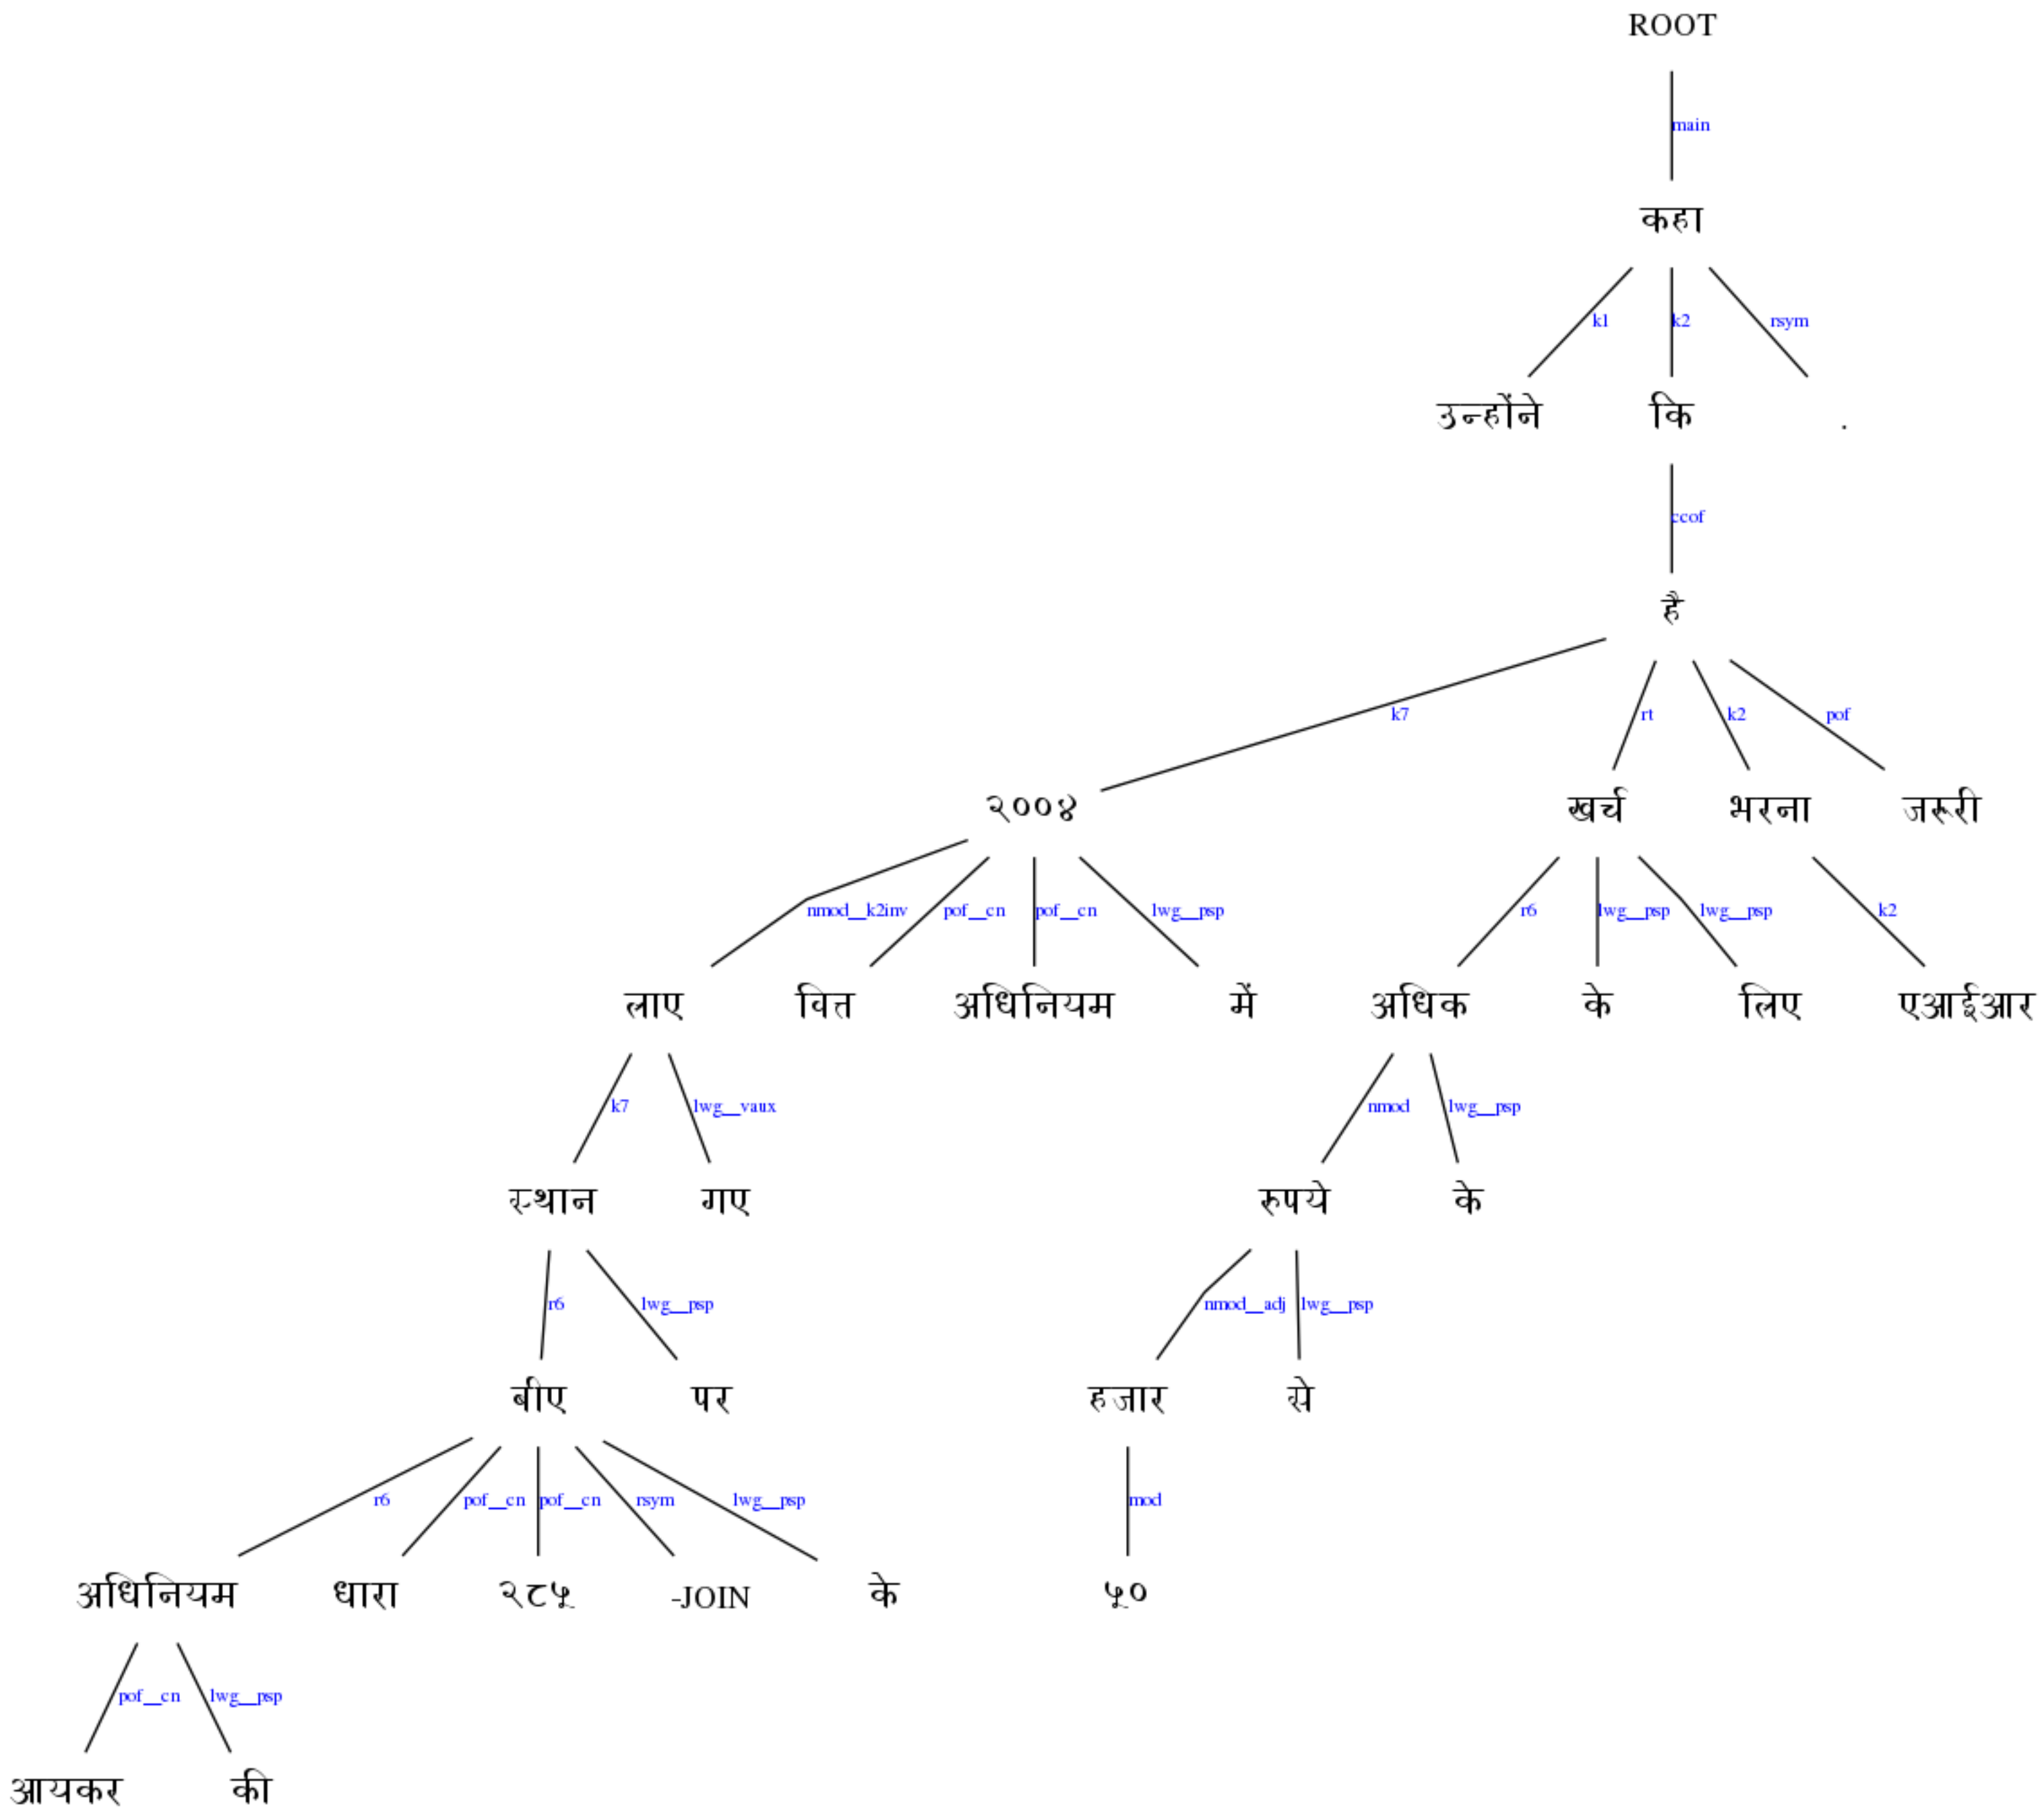 ROOT
main
कहा
k1 k2 rsym
उन्होंने कि .
ccof
है
k7 rt k2 pof
२००४ खर्च भरना जरूरी
nmod__k2inv pof__cn pof__cn lwg__psp r6 lwg__psp lwg__psp k2
लाए वित्त अधिनियम में अधिक के लिए एआईआर
k7 lwg__vaux nmod lwg__psp
स्थान गए रुपये के
r6 lwg__psp nmod__adj lwg__psp
बीए पर हजार से
r6 pof__cn pof__cn rsym lwg__psp mod
अधिनियम धारा २८५ -JOIN के ५०
pof__cn lwg__psp
आयकर की